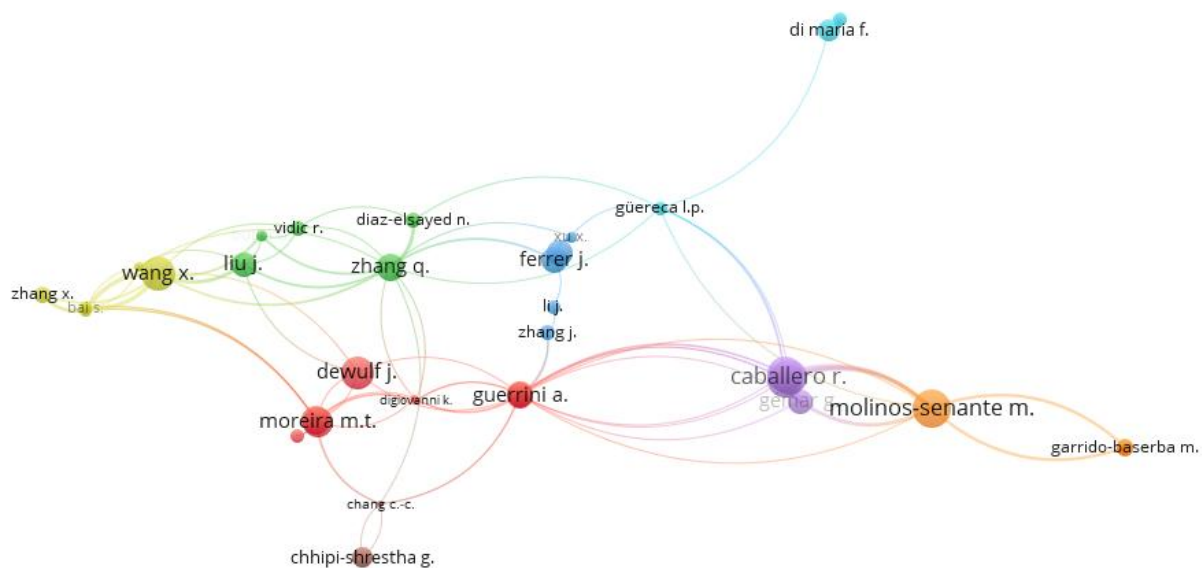 di maria f.
güereca l.p.
diaz-elsayed n.
vidic r.
xu x.
ferrer j.
wang x.
liu j.
zhang q.
zhang x.
bai s.
li j.
zhang j.
dewulf j.
caballero r.
digiovanni k.
guerrini a.
gemar g.
molinos-senante m.
moreira m.t.
garrido-baserba m.
chang c.-c.
chhipi-shrestha g.